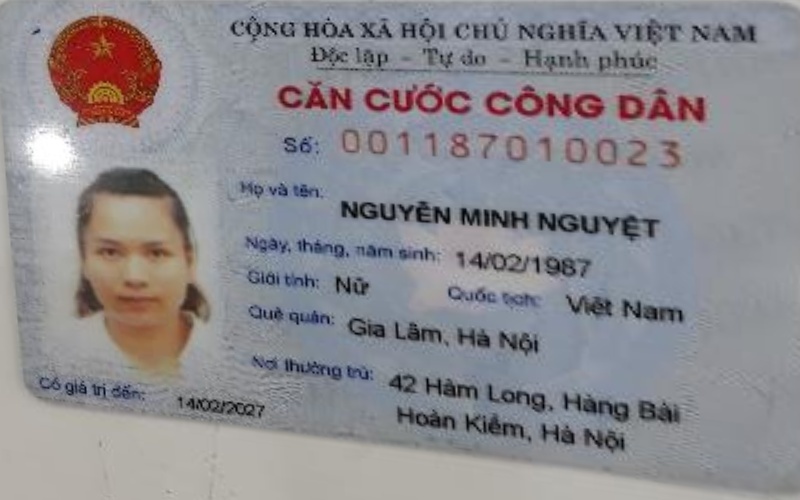 CỘNG HÒA XÃ HỘI CHỦ NGHĨA VIỆT NAM
Độc lập - Tự do - Hạnh phúc
CĂN CƯỚC CÔNG DÂN
Số: 001187010023
Họ và tên: NGUYỄN MINH NGUYỆT
Ngày, tháng, năm sinh: 14/02/1987
Giới tính: Nữ Quốc tịch: Việt Nam
Quê quán: Gia Lâm, Hà Nội
Nơi thường trú: 42 Hàm Long, Hàng Bài
Hoàn Kiếm, Hà Nội
Có giá trị đến: 14/02/2027